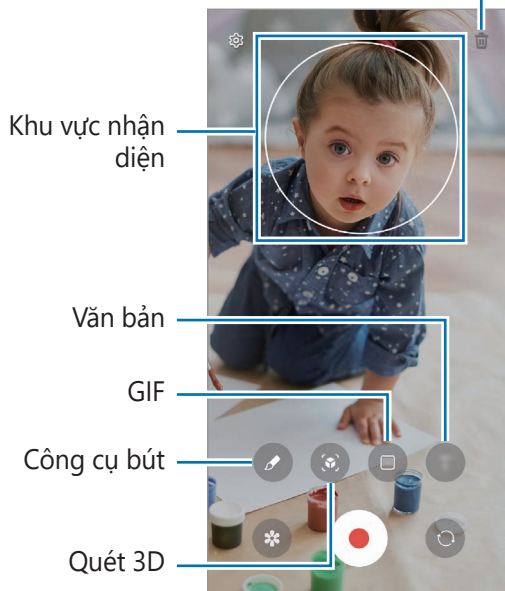 Khu vực nhận
diện
Văn bản
GIF
Công cụ bút
Quét 3D